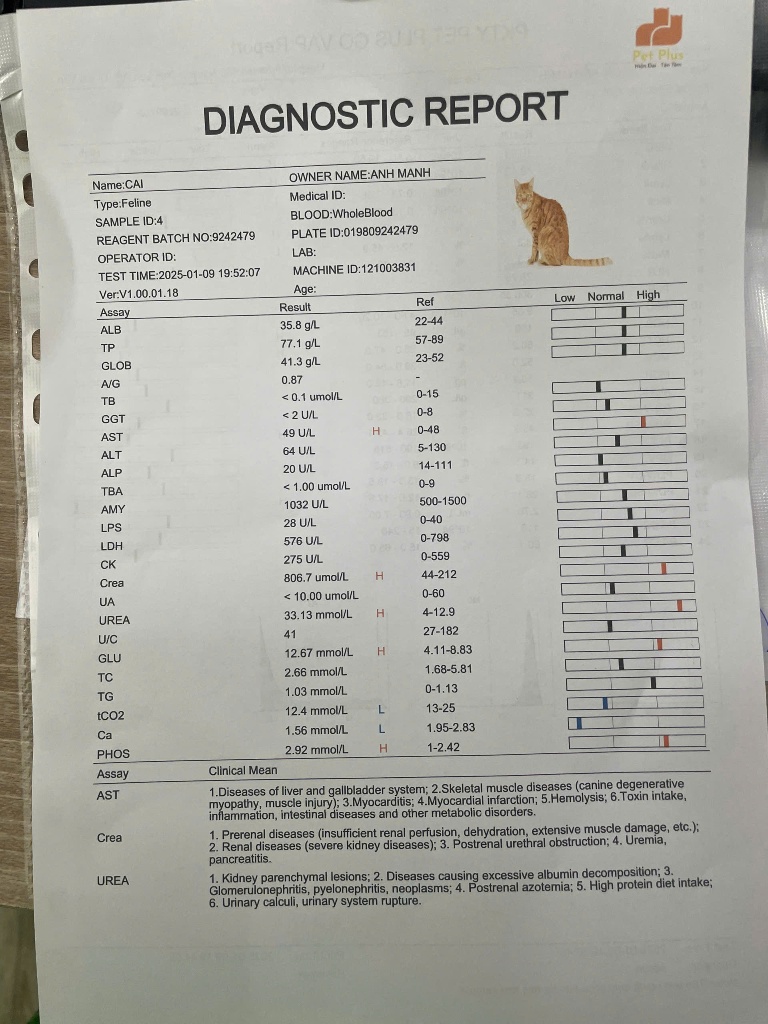 Pet Plus
DIAGNOSTIC REPORT
Name:CAI OWNER NAME:ANH MANH
Type:Feline Medical ID:
SAMPLE ID:4 BLOOD:WholeBlood
REAGENT BATCH NO:9242479 PLATE ID:019809242479
OPERATOR ID: LAB:
TEST TIME:2025-01-09 19:52:07 MACHINE ID:121003831
Ver:V1.00.01.18 Age:
Assay Result Ref Low Normal High
ALB 35.8 g/L 22-44
TP 77.1 g/L 57-89
GLOB 41.3 g/L 23-52
A/G 0.87 -
TB < 0.1 umol/L 0-15
GGT < 2 U/L 0-8
AST 49 U/L H 0-48
ALT 64 U/L 5-130
ALP 20 U/L 14-111
TBA < 1.00 umol/L 0-9
AMY 1032 U/L 500-1500
LPS 28 U/L 0-40
LDH 576 U/L 0-798
CK 275 U/L 0-559
Crea 806.7 umol/L H 44-212
UA < 10.00 umol/L 0-60
UREA 33.13 mmol/L H 4-12.9
U/C 41 27-182
GLU 12.67 mmol/L H 4.11-8.83
TC 2.66 mmol/L 1.68-5.81
TG 1.03 mmol/L 0-1.13
tCO2 12.4 mmol/L L 13-25
Ca 1.56 mmol/L L 1.95-2.83
PHOS 2.92 mmol/L H 1-2.42
Assay Clinical Mean
AST 1.Diseases of liver and gallbladder system; 2.Skeletal muscle diseases (canine degenerative
myopathy, muscle injury); 3.Myocarditis; 4.Myocardial infarction; 5.Hemolysis; 6.Toxin intake,
inflammation, intestinal diseases and other metabolic disorders.
Crea 1. Prerenal diseases (insufficient renal perfusion, dehydration, extensive muscle damage, etc.);
2. Renal diseases (severe kidney diseases); 3. Postrenal urethral obstruction; 4. Uremia,
pancreatitis.
UREA 1. Kidney parenchymal lesions; 2. Diseases causing excessive albumin decomposition; 3.
Glomerulonephritis, pyelonephritis, neoplasms; 4. Postrenal azotemia; 5. High protein diet intake;
6. Urinary calculi, urinary system rupture.